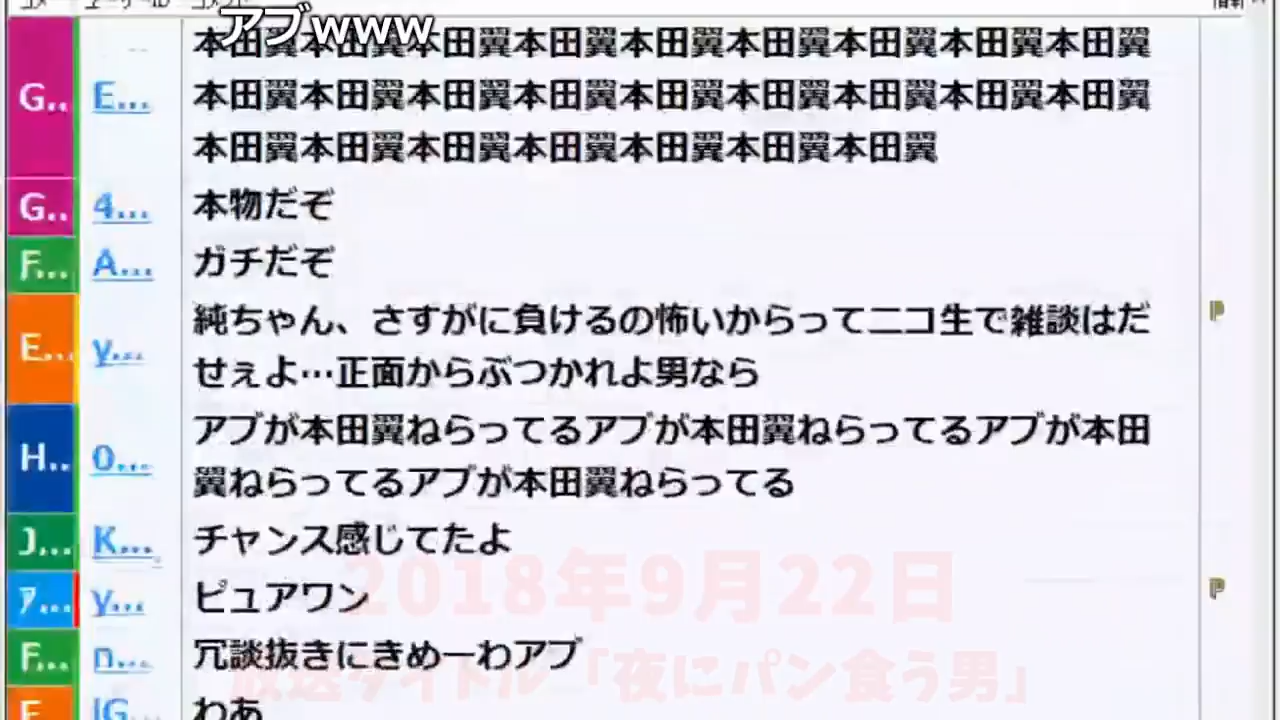 アブwww
本田翼本田翼本田翼本田翼本田翼本田翼本田翼本田翼本田翼
G.. E... 本田翼本田翼本田翼本田翼本田翼本田翼本田翼本田翼本田翼
本田翼本田翼本田翼本田翼本田翼本田翼本田翼
G.. 4... 本物だぞ
F... A... ガチだぞ
純ちゃん、さすがに負けるの怖いからって二コ生で雑談はだ
E... y... せぇよ…正面からぶつかれよ男なら
P
アブが本田翼ねらってるアブが本田翼ねらってるアブが本田
H.. O... 翼ねらってるアブが本田翼ねらってる
J... K... チャンス感じてたよ
ア... y... ピュアワン
P
2018年9月22日
F... n... 冗談抜きにきめーわアブ
放送タイトル「夜にパン食う男」
わあ